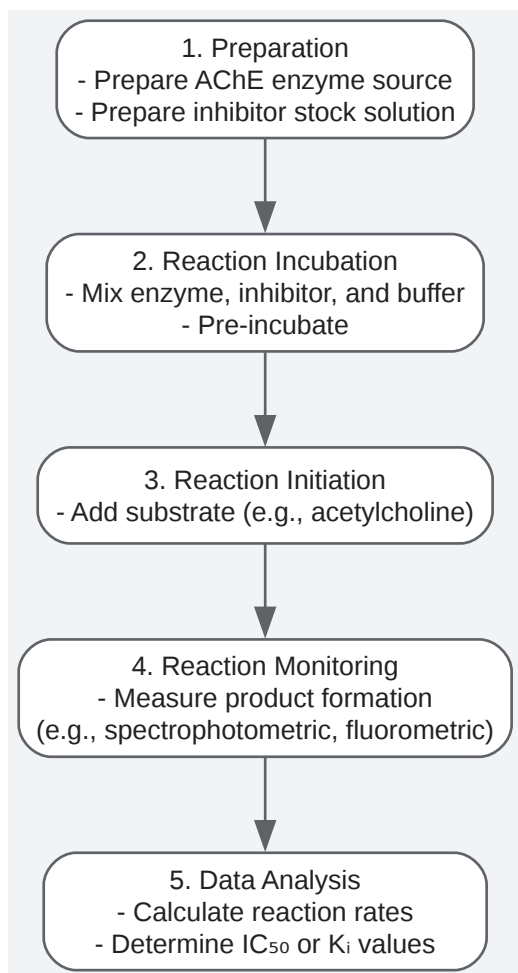 1. Preparation
- Prepare AChE enzyme source
- Prepare inhibitor stock solution
2. Reaction Incubation
- Mix enzyme, inhibitor, and buffer
- Pre-incubate
3. Reaction Initiation
- Add substrate (e.g., acetylcholine)
4. Reaction Monitoring
- Measure product formation
(e.g., spectrophotometric, fluorometric)
5. Data Analysis
- Calculate reaction rates
- Determine IC₅₀ or Kᵢ values